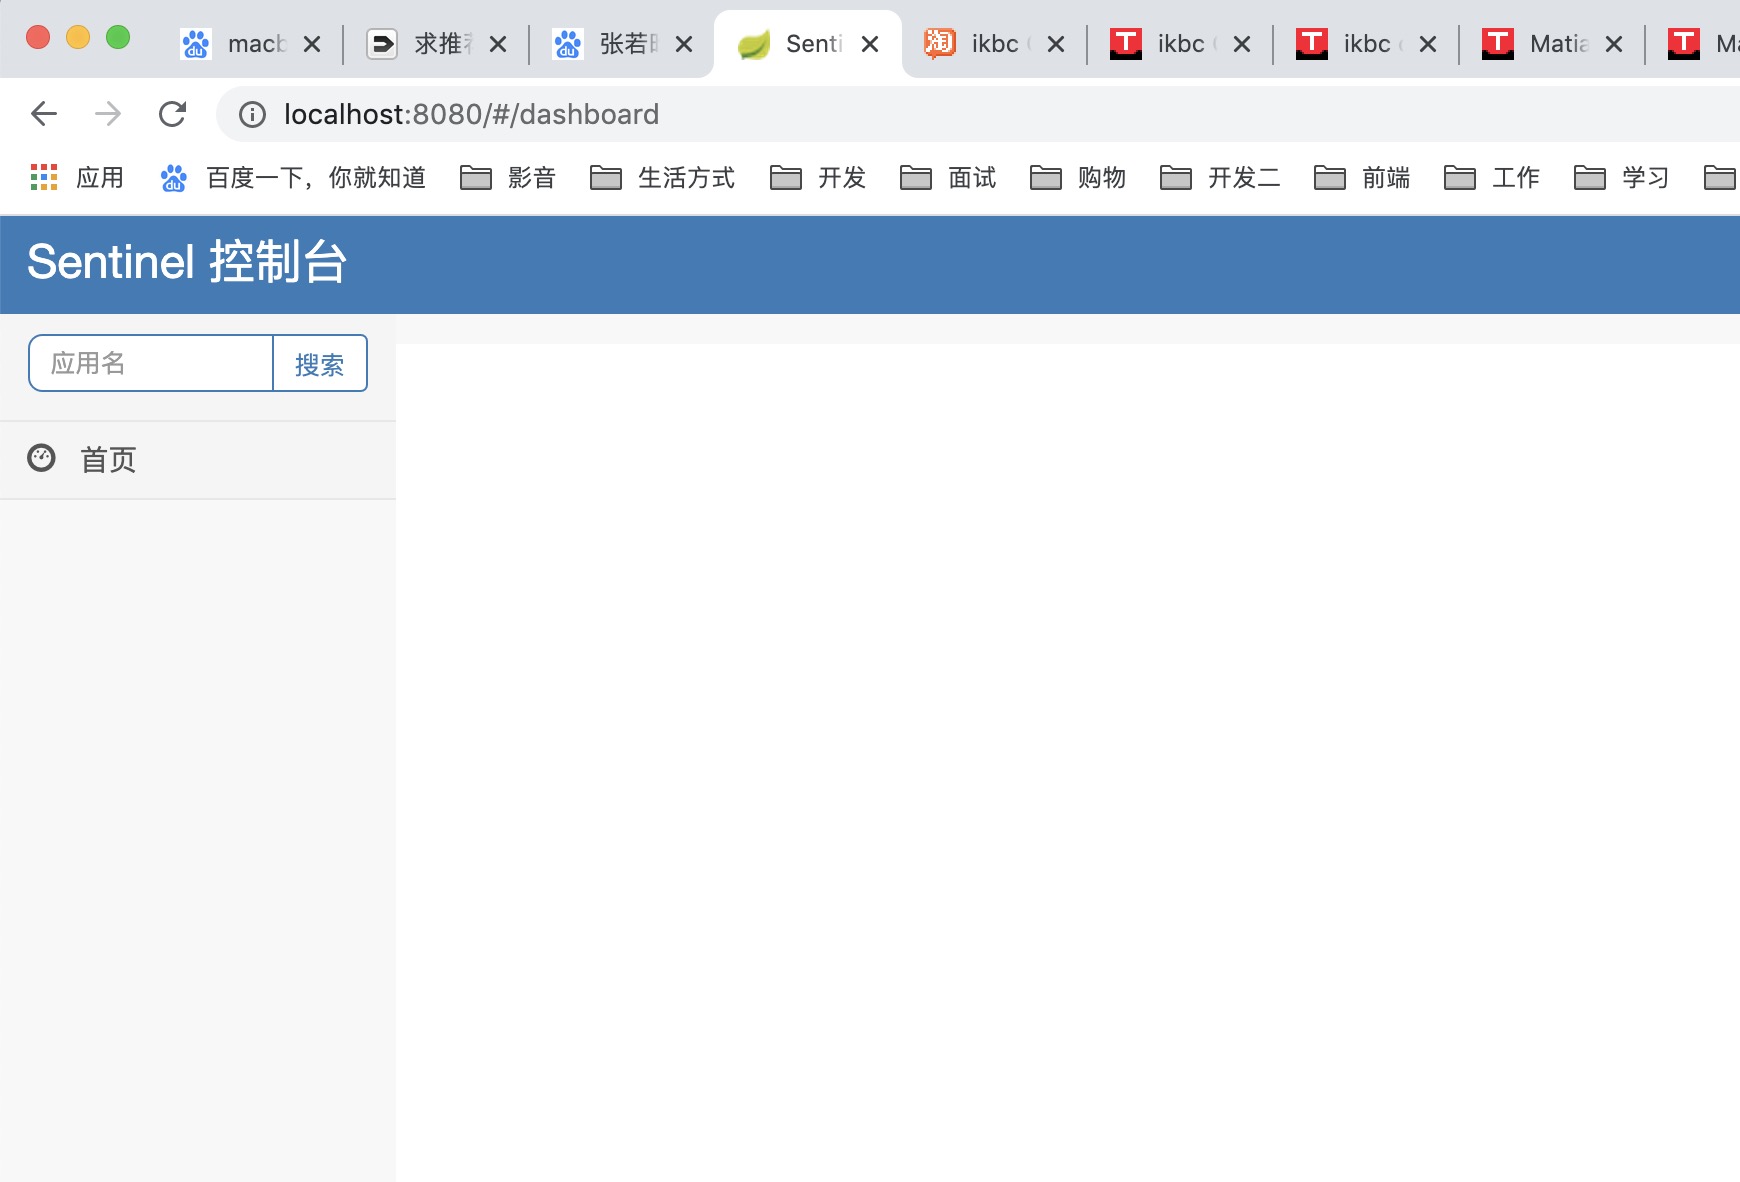 macb 求推 张若 Senti ikbc ikbc ikbc Matia Ma
localhost:8080/#/dashboard
应用 百度一下，你就知道 影音 生活方式 开发 面试 购物 开发二 前端 工作 学习
Sentinel 控制台
应用名 搜索
首页